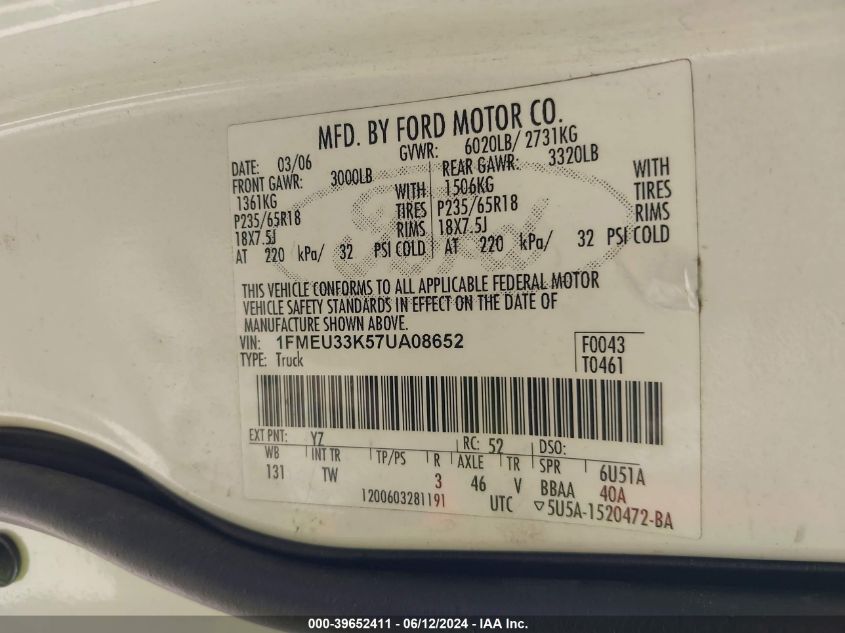 MFD. BY FORD MOTOR CO.
DATE: 03/06 GVWR: 6020LB/ 2731KG
FRONT GAWR: 3000LB REAR GAWR: 3320LB
1361KG WITH 1506KG WITH
P235/65R18 TIRES P235/65R18 TIRES
18X7.5J RIMS 18X7.5J RIMS
AT 220 kPa/ 32 PSI COLD AT 220 kPa/ 32 PSI COLD
Ford
THIS VEHICLE CONFORMS TO ALL APPLICABLE FEDERAL MOTOR
VEHICLE SAFETY STANDARDS IN EFFECT ON THE DATE OF
MANUFACTURE SHOWN ABOVE.
VIN: 1FMEU33K57UA08652 F0043
TYPE: Truck T0461
EXT PNT: YZ RC: 52 DSO:
WB INT TR TP/PS R AXLE TR SPR 6U51A
131 TW 3 46 V BBAA 40A
1200603281191 UTC ▽5U5A-1520472-BA
000-39652411 - 06/12/2024 - IAA Inc.